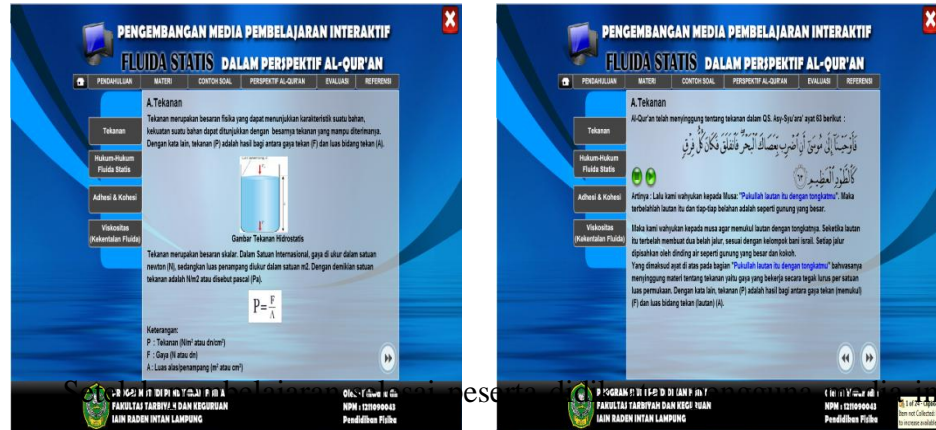 PENGEMBANGAN MEDIA PEMBELAJARAN INTERAKTIF
FLUIDA STATIS DALAM PERSPEKTIF AL-QUR'AN
PENDAHULUAN MATERI CONTOH SOAL PERSPEKTIF AL-QUR'AN EVALUASI REFERENSI
Tekanan
Hukum-Hukum
Fluida Statis
Adhesi & Kohesi
Viskositas
(Kekentalan Fluida)
A.Tekanan
Tekanan merupakan besaran fisika yang dapat menunjukkan karakteristik suatu bahan,
kekuatan suatu bahan dapat ditunjukkan dengan besarnya tekanan yang mampu diterimanya.
Dengan kata lain, tekanan (P) adalah hasil bagi antara gaya tekan (F) dan luas bidang tekan (A).
Gambar Tekanan Hidrostatis
Tekanan merupakan besaran skalar. Dalam Satuan Internasional, gaya di ukur dalam satuan
newton (N), sedangkan luas penampang diukur dalam satuan m2. Dengan demikian satuan
tekanan adalah N/m2 atau disebut pascal (Pa).
P=F/A
Keterangan:
P : Tekanan (N/m² atau dn/cm²)
F : Gaya (N atau dn)
A : Luas alas/penampang (m² atau cm²)
FAKULTAS TARBIYAH DAN KEGURUAN
IAIN RADEN INTAN LAMPUNG
NPM : 1211090043
Pendidikan Fisika
PENGEMBANGAN MEDIA PEMBELAJARAN INTERAKTIF
FLUIDA STATIS DALAM PERSPEKTIF AL-QUR'AN
PENDAHULUAN MATERI CONTOH SOAL PERSPEKTIF AL-QUR'AN EVALUASI REFERENSI
Tekanan
Hukum-Hukum
Fluida Statis
Adhesi & Kohesi
Viskositas
(Kekentalan Fluida)
A.Tekanan
Al-Qur'an telah menyinggung tentang tekanan dalam QS. Asy-Syu'ara' ayat 63 berikut :
فَأَوْحَيْنَآ إِلَىٰ مُوسَىٰٓ أَنِ ٱضْرِب بِّعَصَاكَ ٱلْبَحْرَ فَٱنفَلَقَ فَكَانَ كُلُّ فِرْقٍ
كَٱلطَّوْدِ ٱلْعَظِيمِ ٦٣
Artinya : Lalu kami wahyukan kepada Musa: "Pukullah lautan itu dengan tongkatmu". Maka
terbelahlah lautan itu dan tiap-tiap belahan adalah seperti gunung yang besar.
Maka kami wahyukan kepada musa agar memukul lautan dengan tongkatnya. Seketika lautan
itu terbelah membuat dua belah jalur, sesuai dengan kelompok bani israil. Setiap jalur
dipisahkan oleh dinding air seperti gunung yang besar dan kokoh.
Yang dimaksud ayat di atas pada bagian "Pukullah lautan itu dengan tongkatmu" bahwasanya
menyinggung materi tentang tekanan yaitu gaya yang bekerja secara tegak lurus per satuan
luas permukaan. Dengan kata lain, tekanan (P) adalah hasil bagi antara gaya tekan (memukul)
(F) dan luas bidang tekan (lautan) (A).
FAKULTAS TARBIYAH DAN KEGURUAN
IAIN RADEN INTAN LAMPUNG
NPM : 1211090043
Pendidikan Fisika